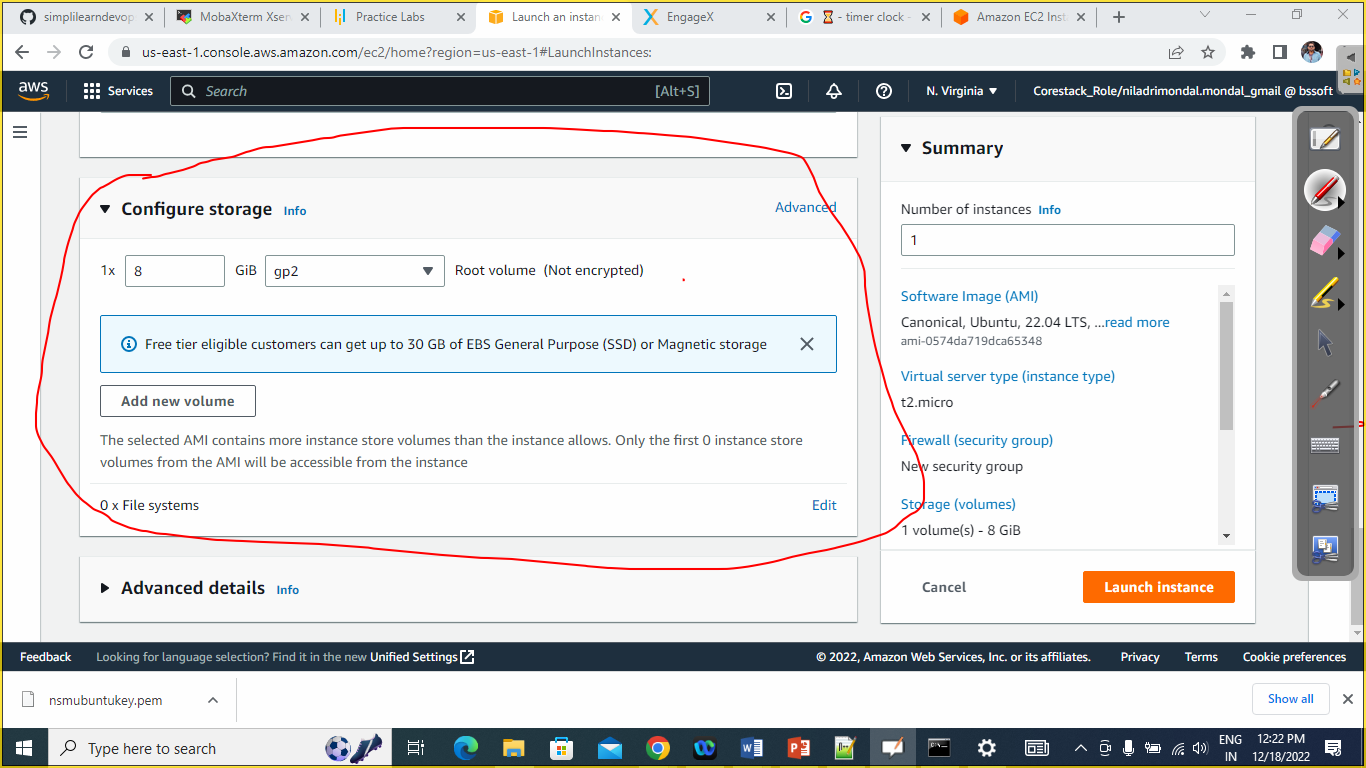 simplilearndevop
MobaXterm Xser
Practice Labs
Launch an instan
EngageX
- timer clock -
Amazon EC2 Inst
us-east-1.console.aws.amazon.com/ec2/home?region=us-east-1#LaunchInstances:
aws
Services
Search
[Alt+S]
N. Virginia
Corestack_Role/niladrimondal.mondal_gmail @ bssoft
Configure storage Info
Advanced
1x 8 GiB gp2 Root volume (Not encrypted)
Free tier eligible customers can get up to 30 GB of EBS General Purpose (SSD) or Magnetic storage
Add new volume
The selected AMI contains more instance store volumes than the instance allows. Only the first 0 instance store
volumes from the AMI will be accessible from the instance
0 x File systems
Edit
Advanced details Info
Summary
Number of instances Info
1
Software Image (AMI)
Canonical, Ubuntu, 22.04 LTS, ...read more
ami-0574da719dca65348
Virtual server type (instance type)
t2.micro
Firewall (security group)
New security group
Storage (volumes)
1 volume(s) - 8 GiB
Cancel
Launch instance
Feedback
Looking for language selection? Find it in the new Unified Settings
© 2022, Amazon Web Services, Inc. or its affiliates.
Privacy
Terms
Cookie preferences
nsmubuntukey.pem
Show all
Type here to search
ENG
IN
12:22 PM
12/18/2022